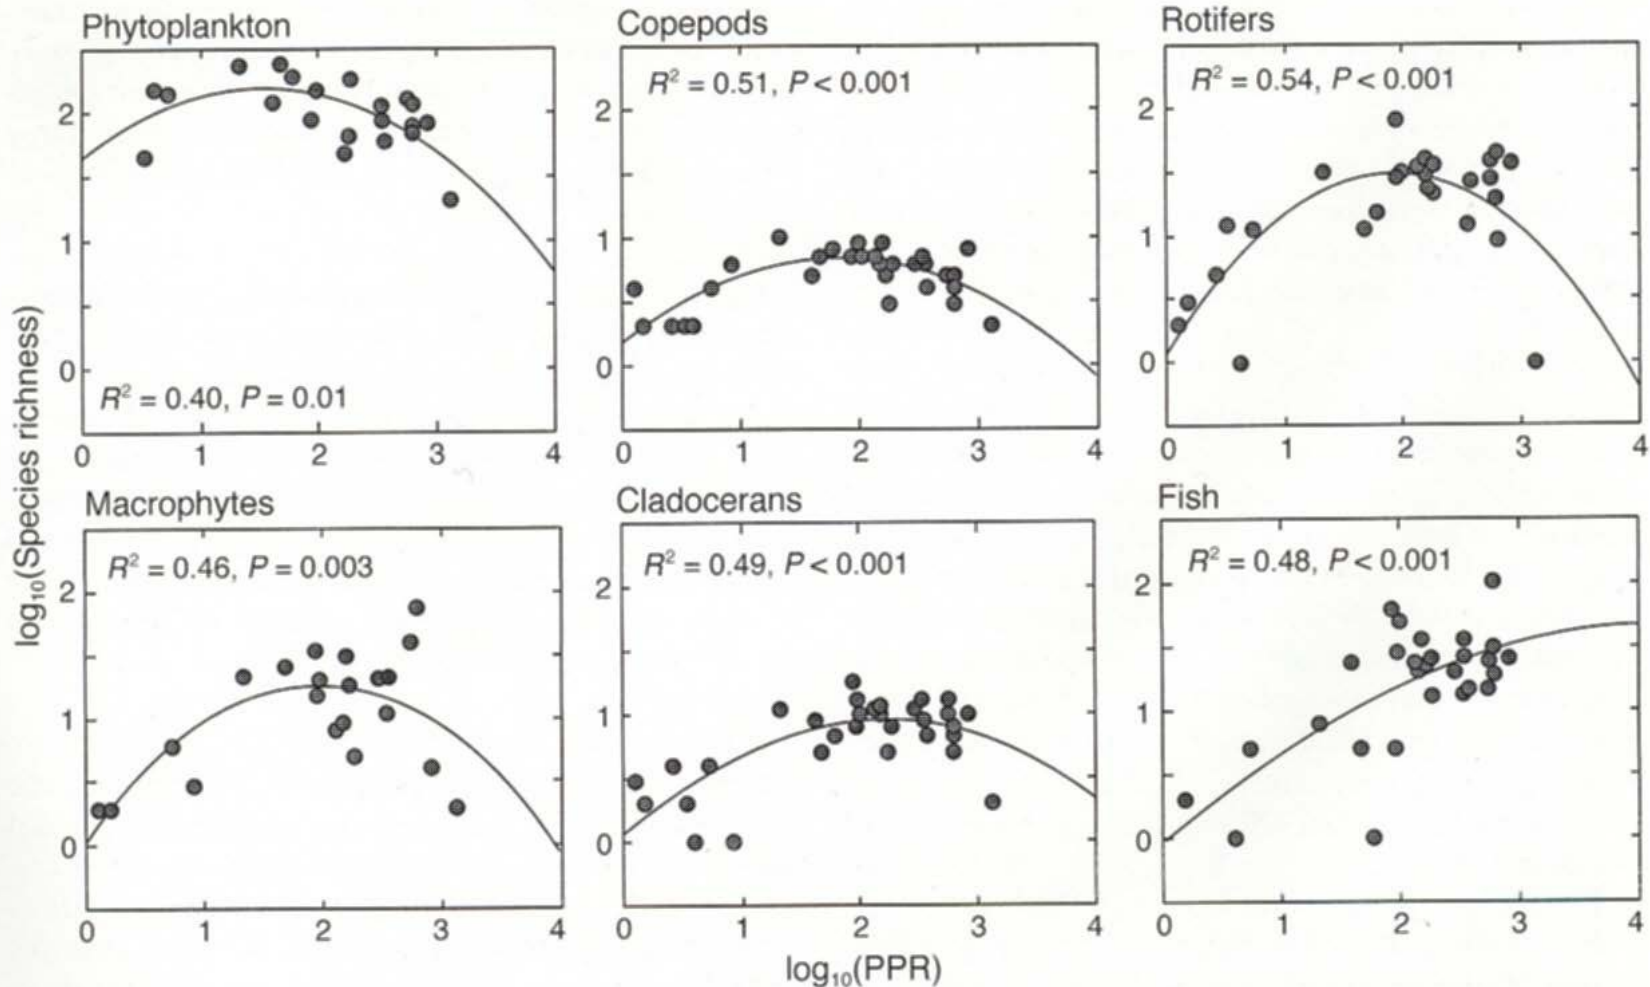 Phytoplankton
2
1
0
R² = 0.40, P = 0.01
0 1 2 3 4
Copepods
R² = 0.51, P < 0.001
2
1
0
0 1 2 3 4
Rotifers
R² = 0.54, P < 0.001
2
1
0
0 1 2 3 4
log₁₀(Species richness)
Macrophytes
R² = 0.46, P = 0.003
2
1
0
0 1 2 3 4
Cladocerans
R² = 0.49, P < 0.001
2
1
0
0 1 2 3 4
Fish
R² = 0.48, P < 0.001
2
1
0
0 1 2 3 4
log₁₀(PPR)